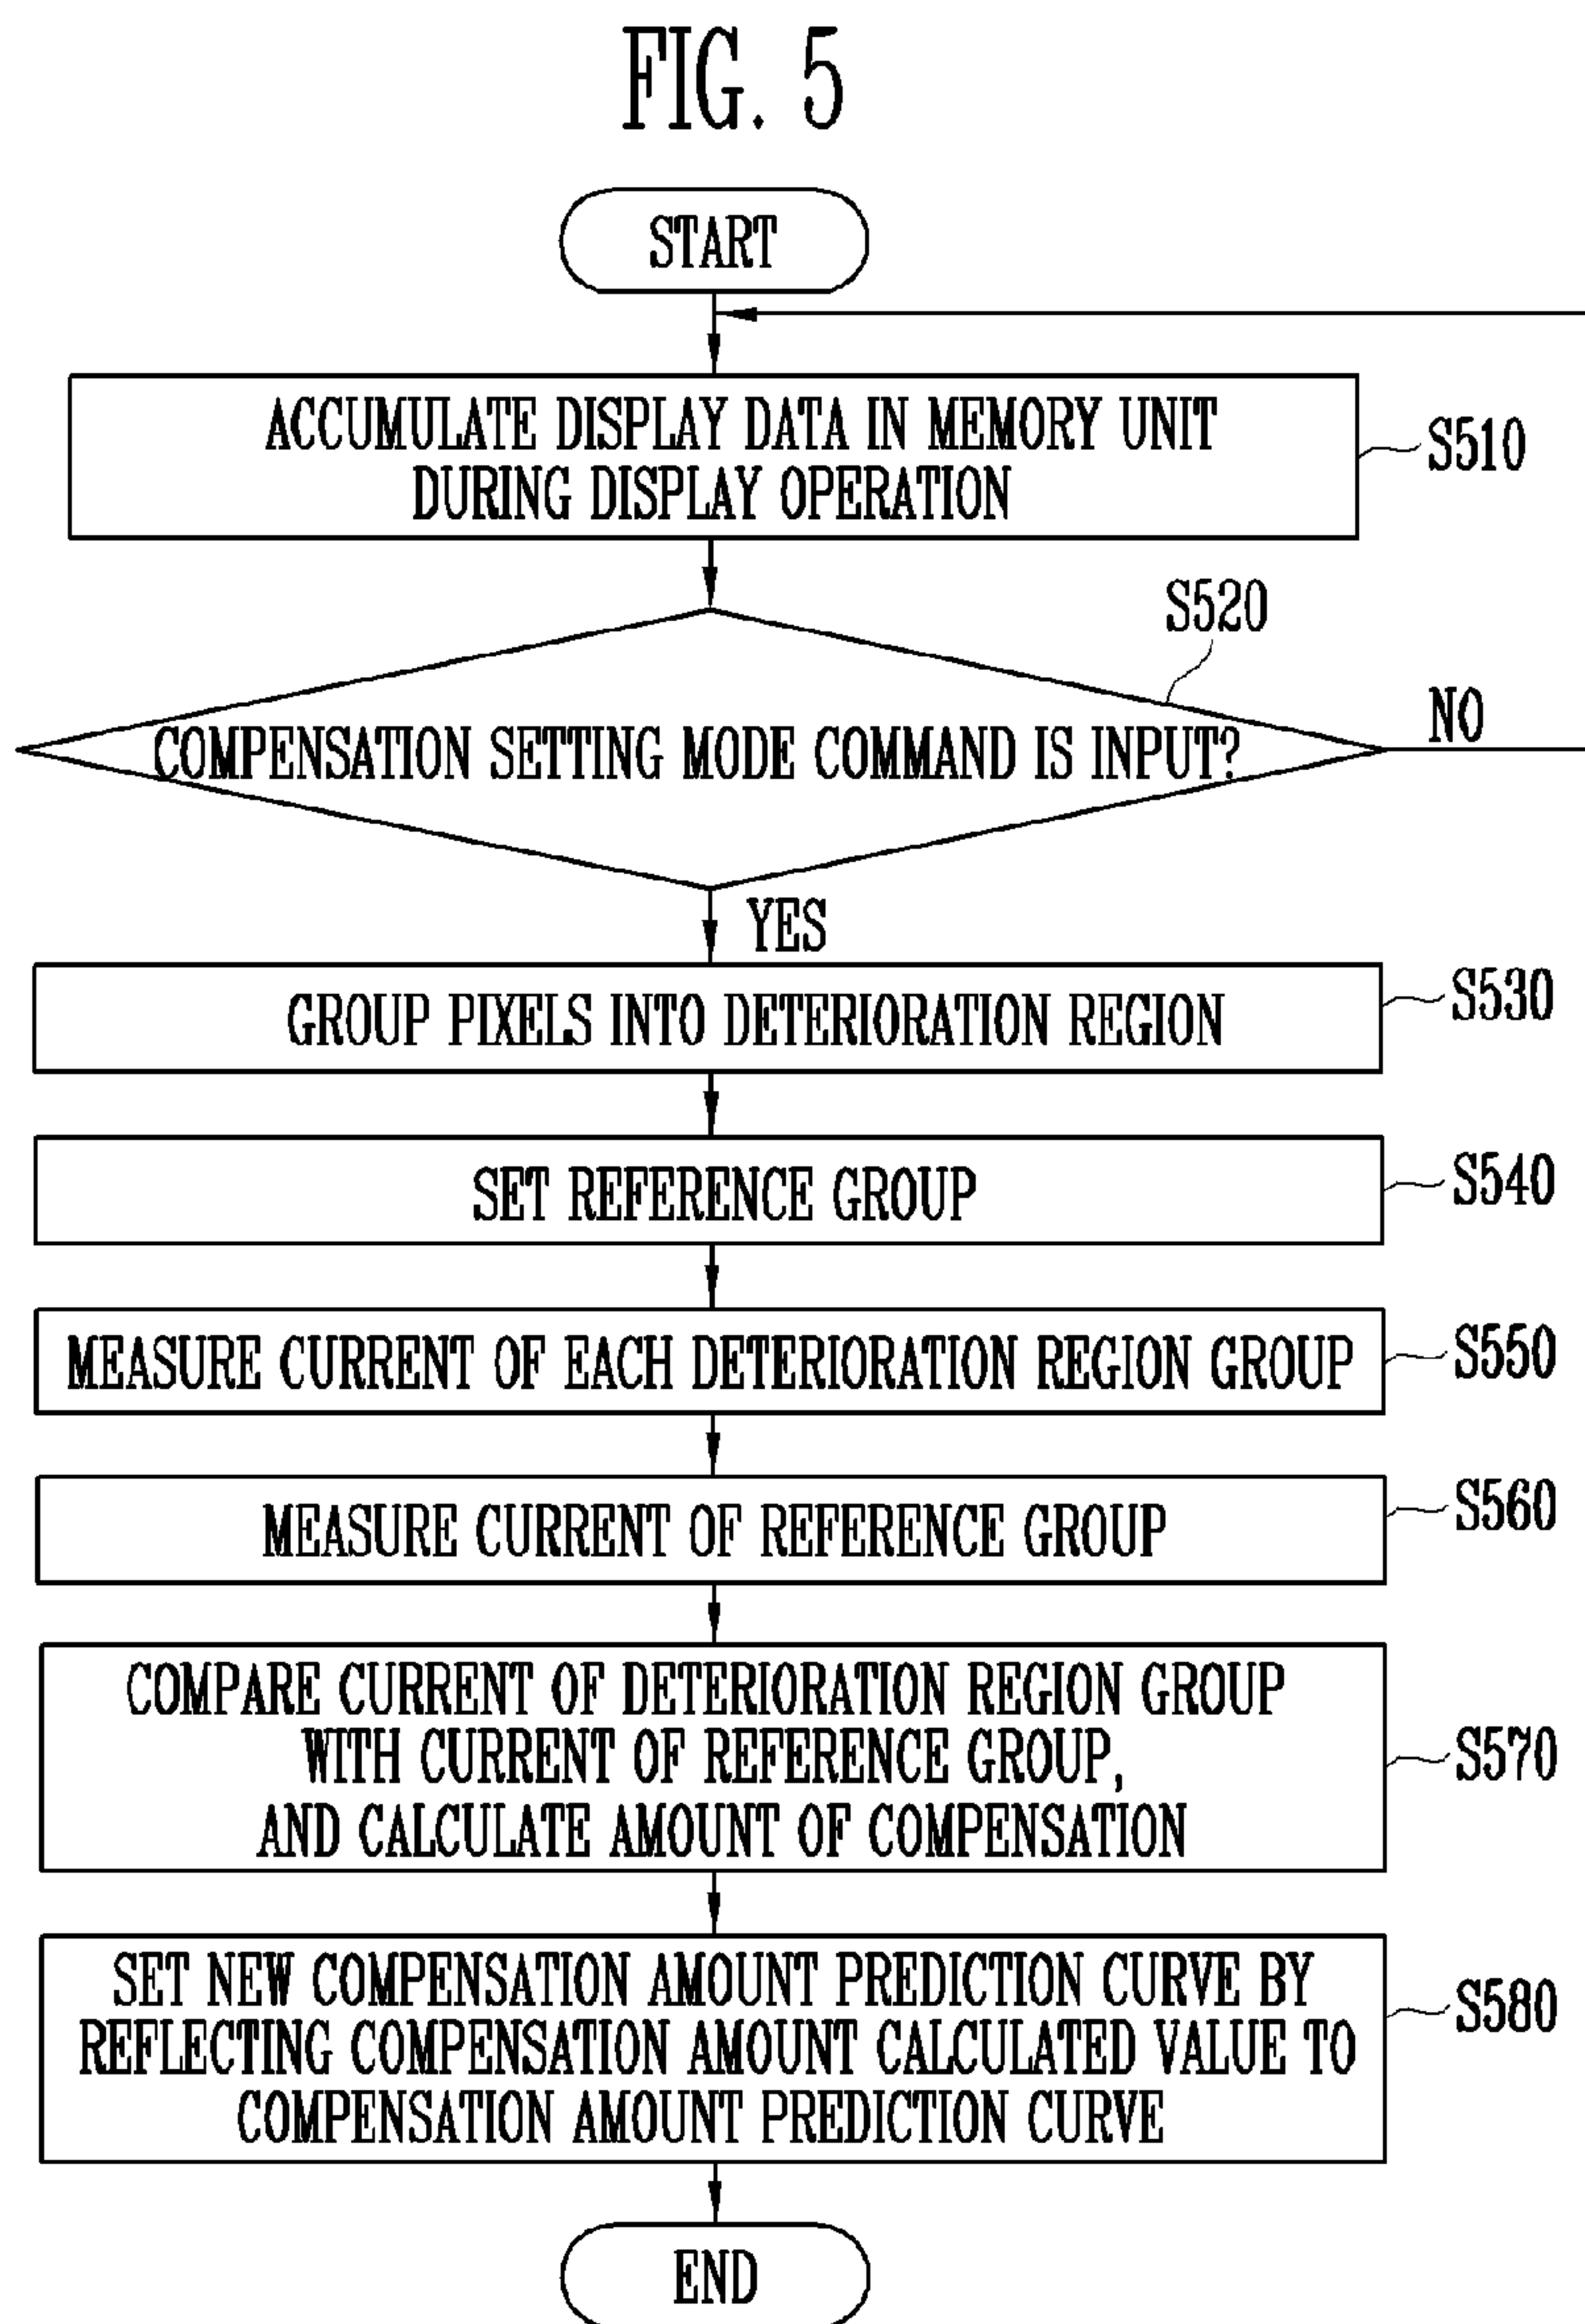 FIG. 5
START
ACCUMULATE DISPLAY DATA IN MEMORY UNIT
DURING DISPLAY OPERATION
S510
S520
COMPENSATION SETTING MODE COMMAND IS INPUT?
NO
YES
GROUP PIXELS INTO DETERIORATION REGION
S530
SET REFERENCE GROUP
S540
MEASURE CURRENT OF EACH DETERIORATION REGION GROUP
S550
MEASURE CURRENT OF REFERENCE GROUP
S560
COMPARE CURRENT OF DETERIORATION REGION GROUP
WITH CURRENT OF REFERENCE GROUP,
AND CALCULATE AMOUNT OF COMPENSATION
S570
SET NEW COMPENSATION AMOUNT PREDICTION CURVE BY
REFLECTING COMPENSATION AMOUNT CALCULATED VALUE TO
COMPENSATION AMOUNT PREDICTION CURVE
S580
END